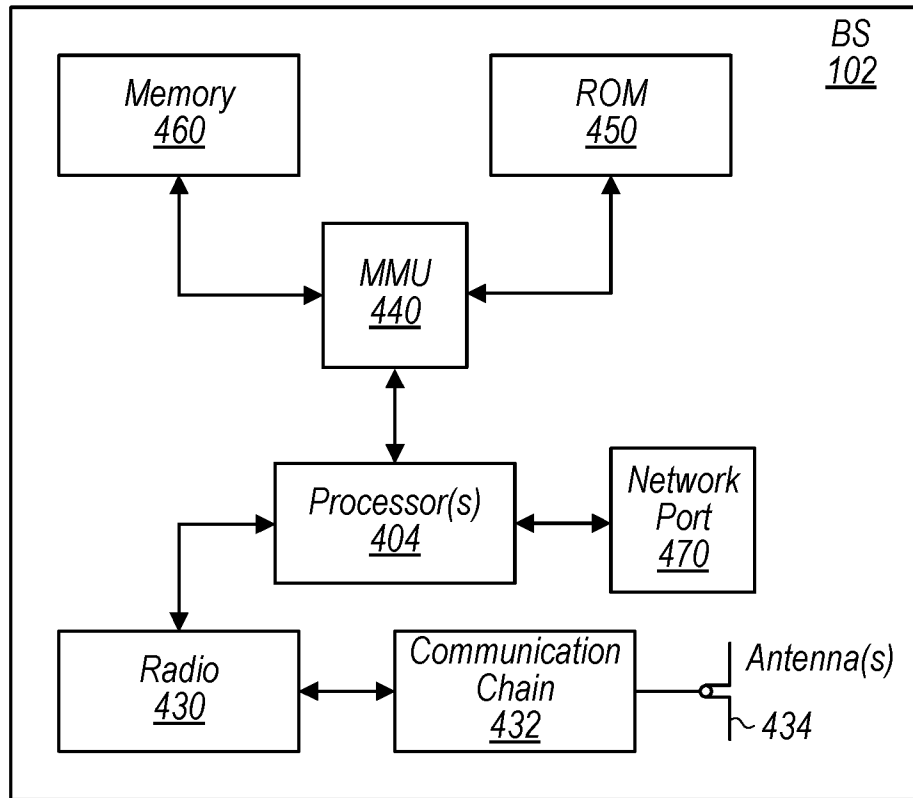 BS
102
Memory
460
ROM
450
MMU
440
Processor(s)
404
Network
Port
470
Radio
430
Communication
Chain
432
Antenna(s)
434